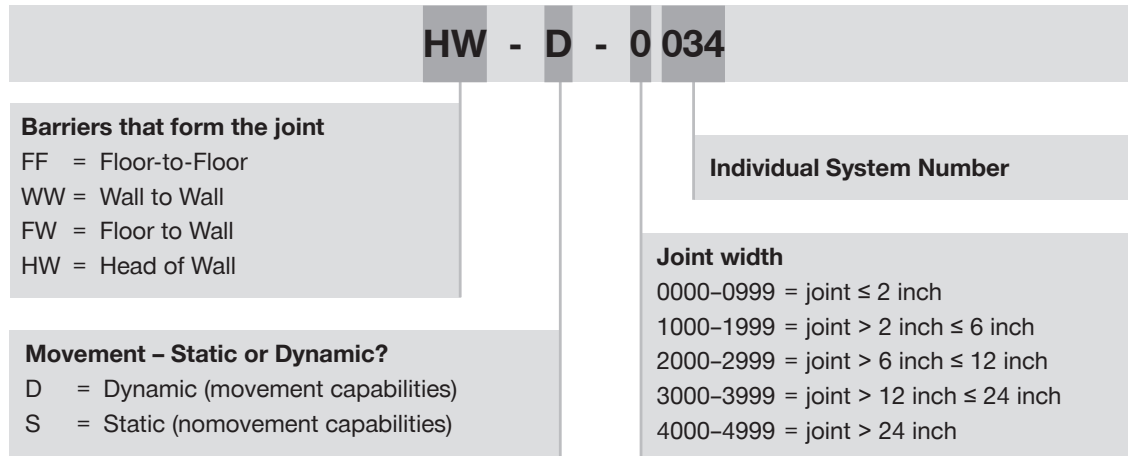 HW - D - 0 034
Barriers that form the joint
FF = Floor-to-Floor
WW = Wall to Wall
FW = Floor to Wall
HW = Head of Wall
Movement – Static or Dynamic?
D = Dynamic (movement capabilities)
S = Static (nomovement capabilities)
Individual System Number
Joint width
0000–0999 = joint ≤ 2 inch
1000–1999 = joint > 2 inch ≤ 6 inch
2000–2999 = joint > 6 inch ≤ 12 inch
3000–3999 = joint > 12 inch ≤ 24 inch
4000–4999 = joint > 24 inch